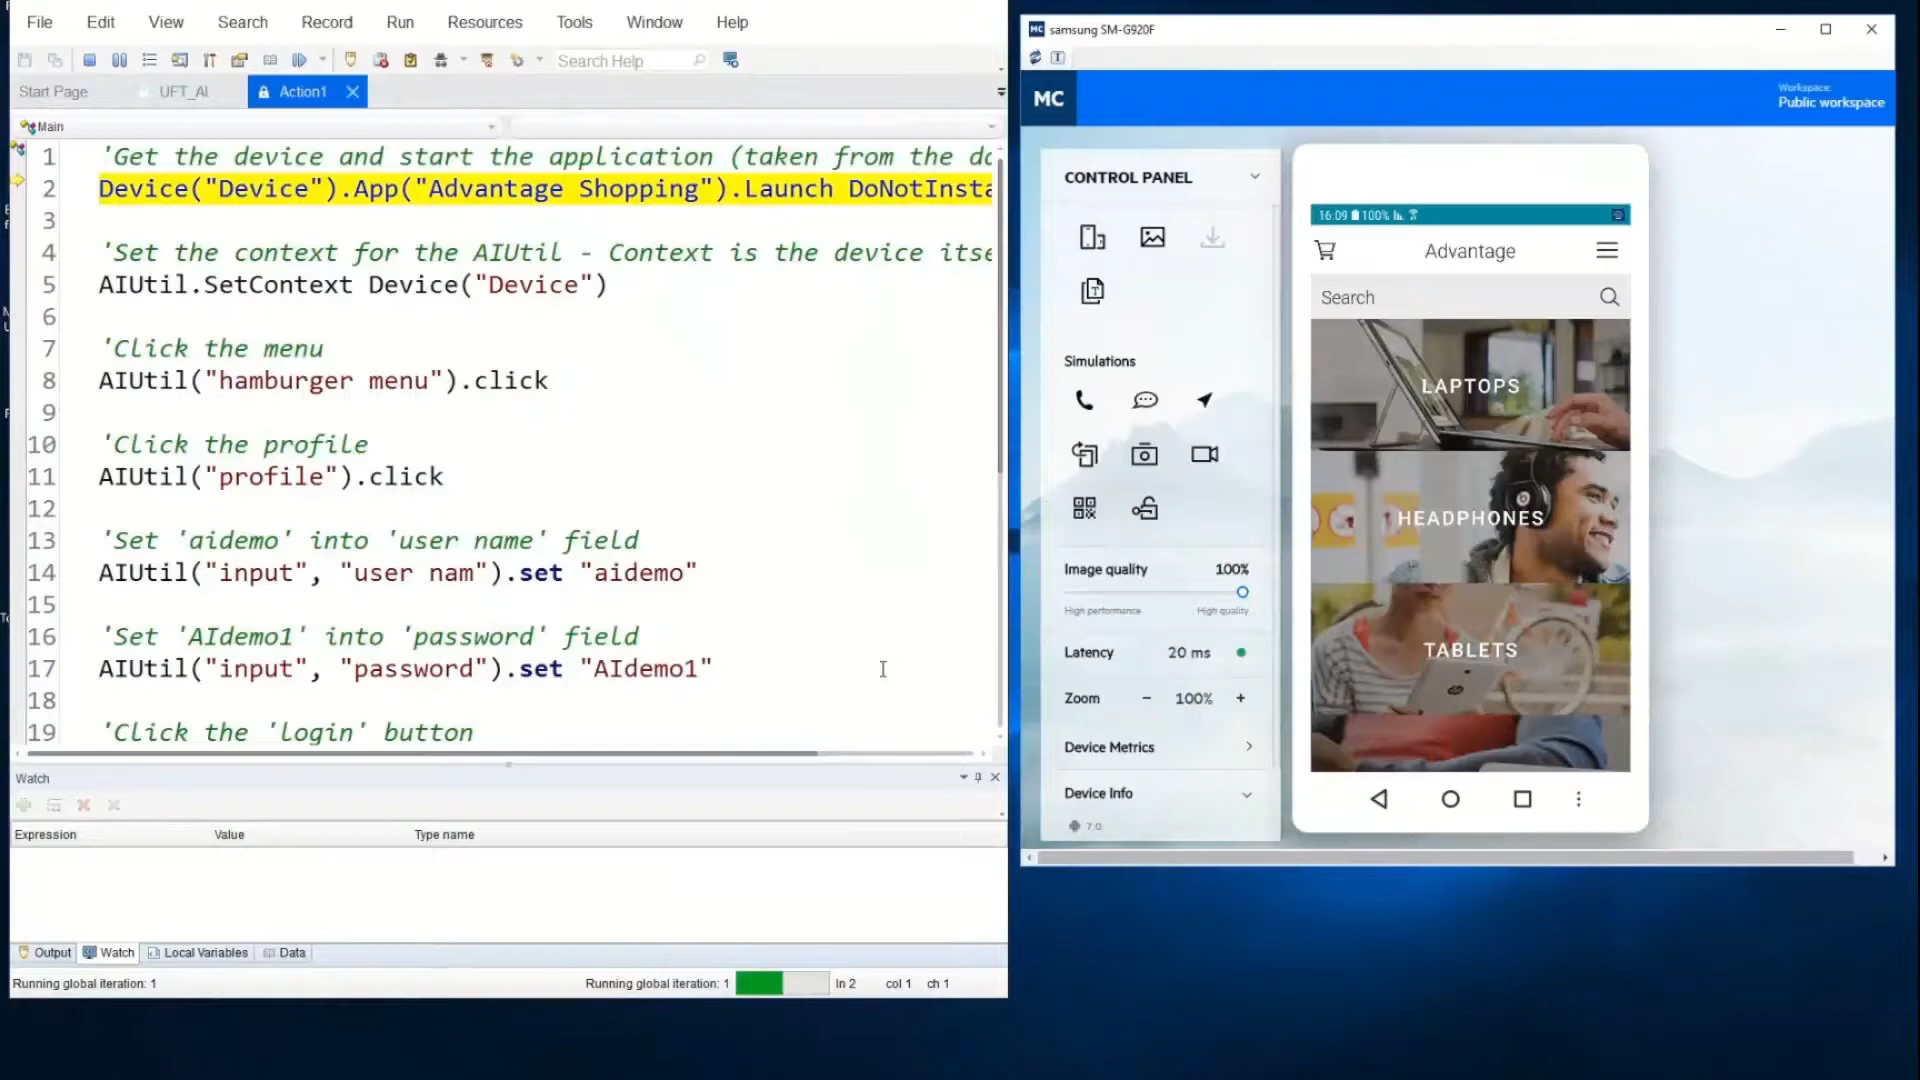 File Edit View Search Record Run Resources Tools Window Help
Search Help
Start Page UFT_AI Action1
Main
1 'Get the device and start the application (taken from the da
2 Device("Device").App("Advantage Shopping").Launch DoNotInsta
3
4 'Set the context for the AIUtil - Context is the device itse
5 AIUtil.SetContext Device("Device")
6
7 'Click the menu
8 AIUtil("hamburger menu").click
9
10 'Click the profile
11 AIUtil("profile").click
12
13 'Set 'aidemo' into 'user name' field
14 AIUtil("input", "user nam").set "aidemo"
15
16 'Set 'AIdemo1' into 'password' field
17 AIUtil("input", "password").set "AIdemo1"
18
19 'Click the 'login' button
Watch
Expression Value Type name
Output Watch Local Variables Data
Running global iteration: 1 Running global iteration: 1 ln 2 col 1 ch 1
MC samsung SM-G920F
MC
Workspace:
Public workspace
CONTROL PANEL
Simulations
Image quality 100%
High performance High quality
Latency 20 ms
Zoom − 100% +
Device Metrics
Device Info
7.0
16:09 100%
Advantage
Search
LAPTOPS
HEADPHONES
TABLETS